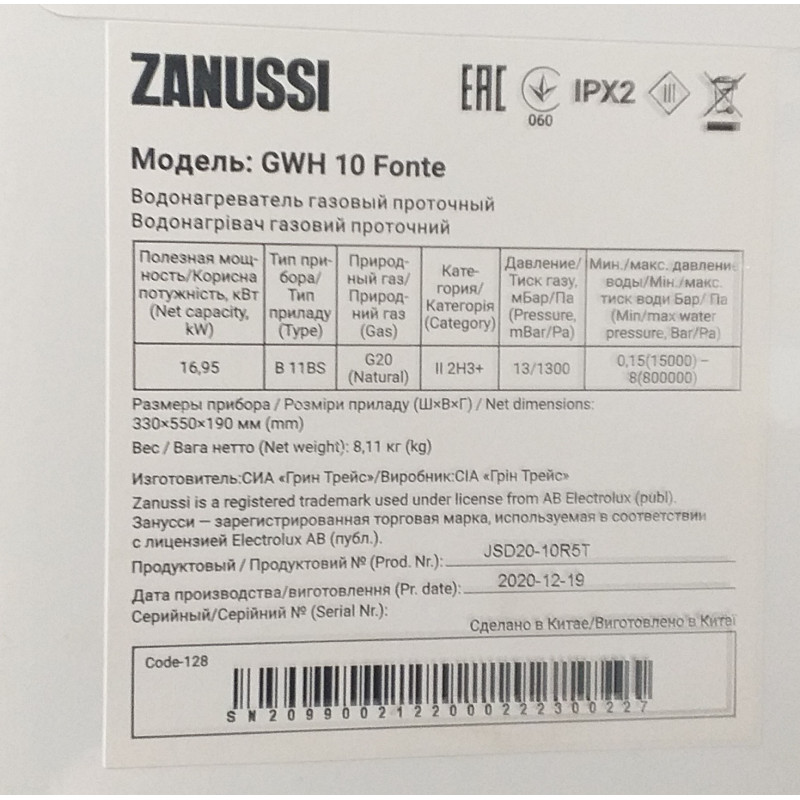 ZANUSSI
EAC
060
IPX2
Модель: GWH 10 Fonte
Водонагреватель газовый проточный
Водонагрівач газовий проточний
Полезная мощ-
ность/Корисна
потужність, кВт
(Net capacity,
kW)
Тип при-
бора/
Тип
приладу
(Type)
Природ-
ный газ/
Природ-
ний газ
(Gas)
Кате-
гория/
Категорія
(Category)
Давление/
Тиск газу,
мБар/Па
(Pressure,
mBar/Pa)
Мин./макс. давление
воды/Мін./макс.
тиск води Бар/ Па
(Min/max water
pressure, Bar/Pa)
16,95
B 11BS
G20
(Natural)
II 2H3+
13/1300
0,15(15000) –
8(800000)
Размеры прибора / Розміри приладу (Ш×В×Г) / Net dimensions:
330×550×190 мм (mm)
Вес / Вага нетто (Net weight): 8,11 кг (kg)
Изготовитель:СИА «Грин Трейс»/Виробник:СІА «Грін Трейс»
Zanussi is a registered trademark used under license from AB Electrolux (publ).
Занусси — зарегистрированная торговая марка, используемая в соответствии
с лицензией Electrolux AB (публ.).
Продуктовый / Продуктовий № (Prod. Nr.): JSD20-10R5T
Дата производства/виготовлення (Pr. date): 2020-12-19
Серийный/Серійний № (Serial Nr.):
Сделано в Китае/Виготовлено в Китаї
Code-128
SN2099002122000222300227